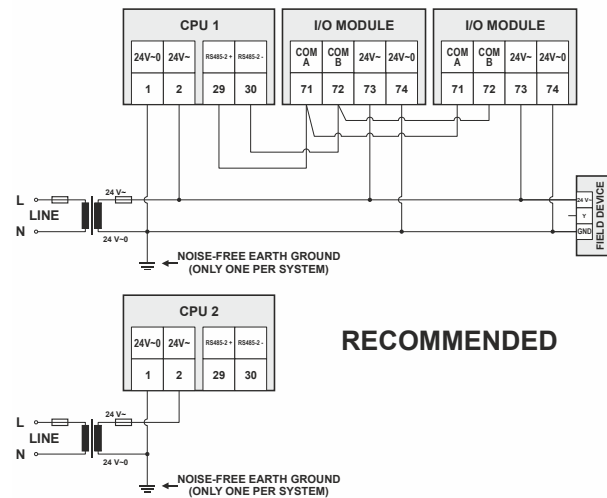 CPU 1
I/O MODULE
I/O MODULE
24V~0 24V~ RS485-2 + RS485-2 -
COM A COM B 24V~ 24V~0
COM A COM B 24V~ 24V~0
1 2 29 30
71 72 73 74
71 72 73 74
L
LINE
N
24 V~
24 V~0
24 V~
Y
GND
FIELD DEVICE
NOISE-FREE EARTH GROUND
(ONLY ONE PER SYSTEM)
CPU 2
24V~0 24V~ RS485-2 + RS485-2 -
1 2 29 30
RECOMMENDED
L
LINE
N
24 V~
24 V~0
NOISE-FREE EARTH GROUND
(ONLY ONE PER SYSTEM)